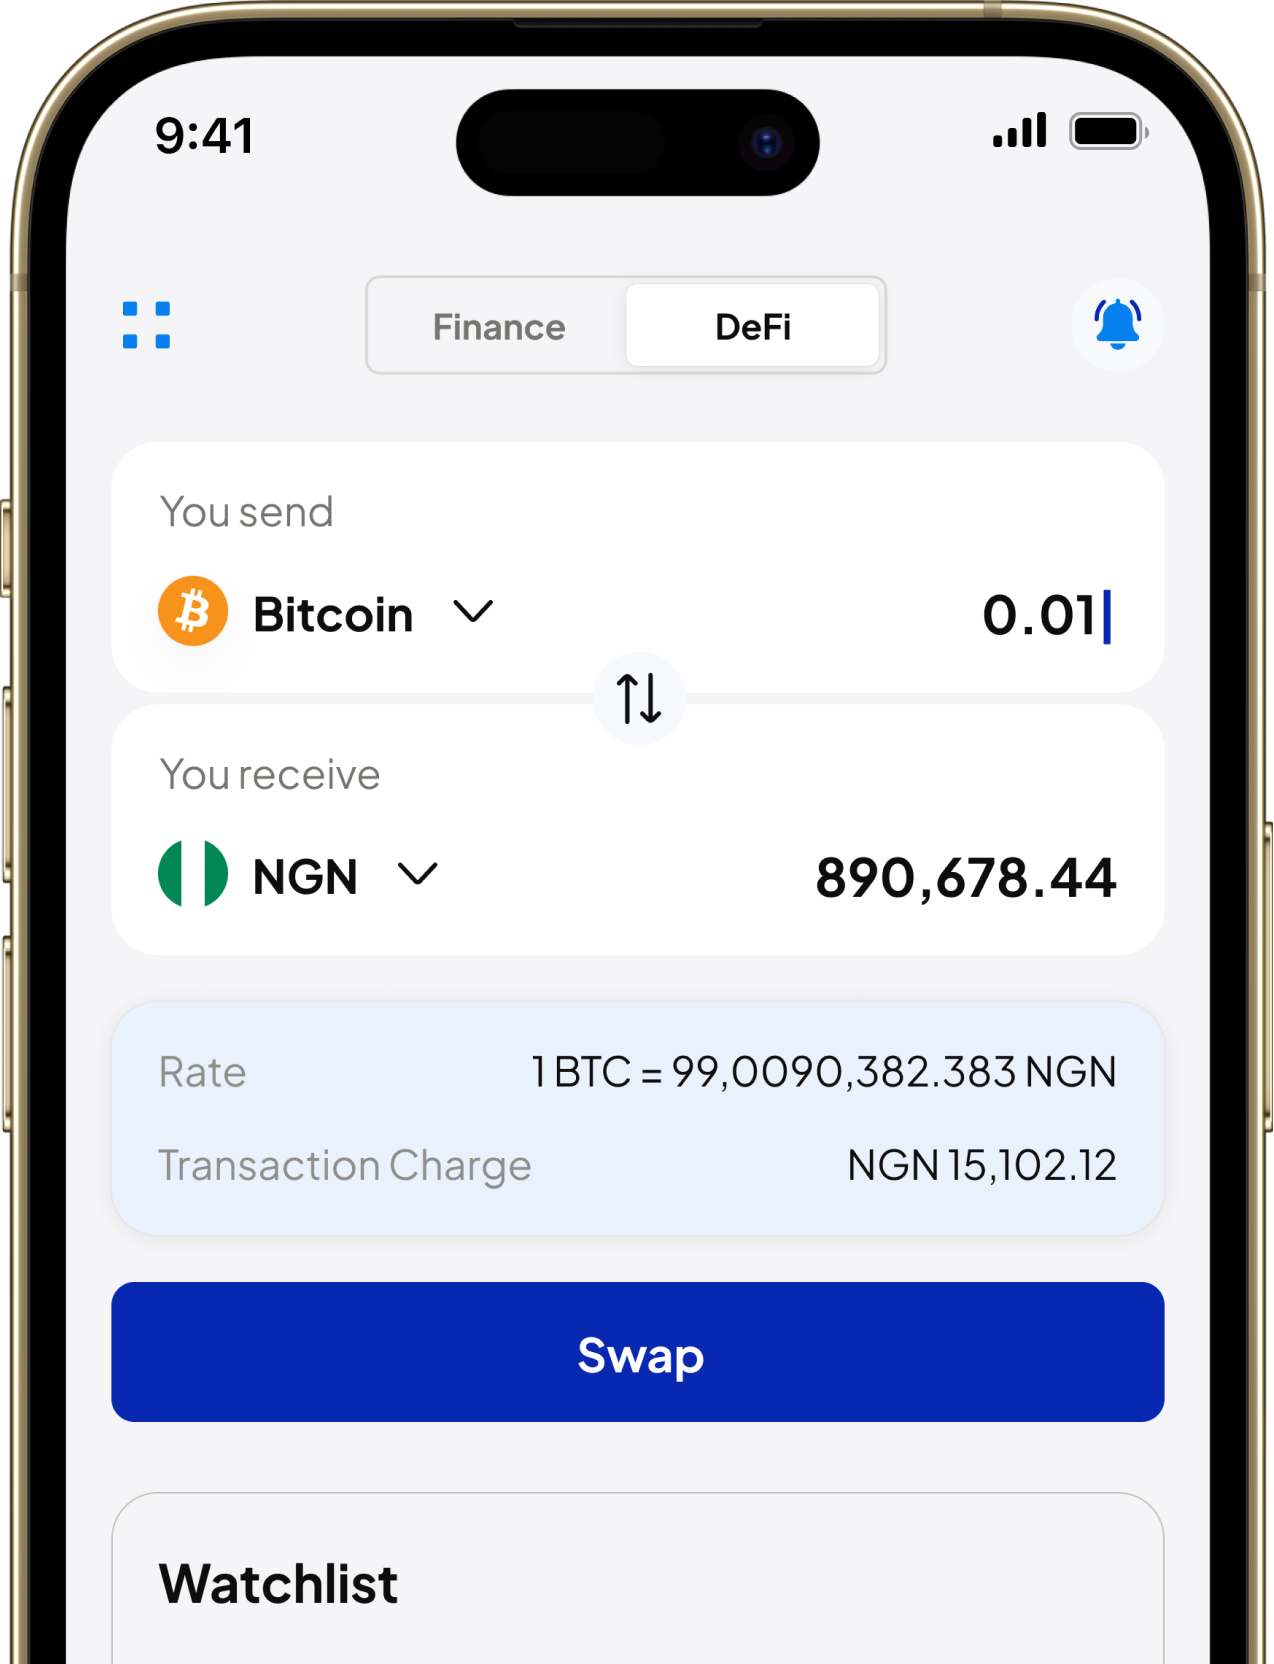 9:41
Finance DeFi
You send
Bitcoin 0.01
You receive
NGN 890,678.44
Rate 1 BTC = 99,0090,382.383 NGN
Transaction Charge NGN 15,102.12
Swap
Watchlist